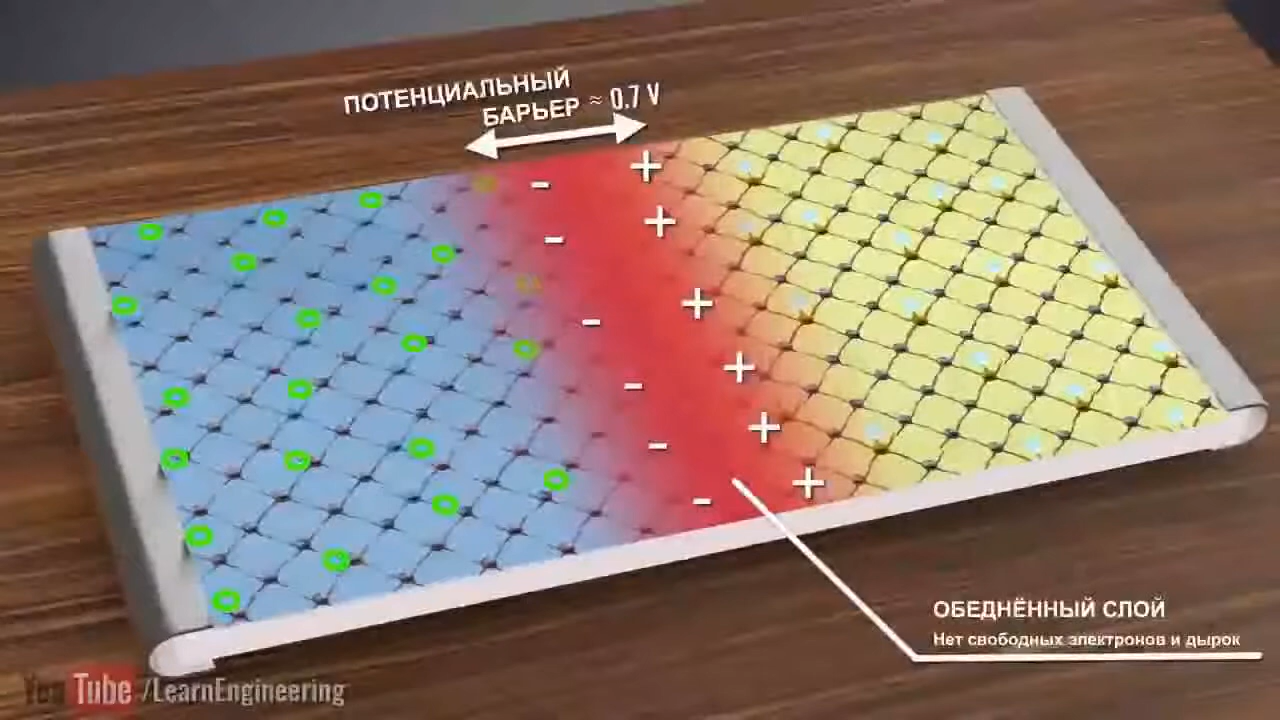 ПОТЕНЦИАЛЬНЫЙ
БАРЬЕР ≈ 0.7 V
ОБЕДНЁННЫЙ СЛОЙ
Нет свободных электронов и дырок
YouTube /LearnEngineering